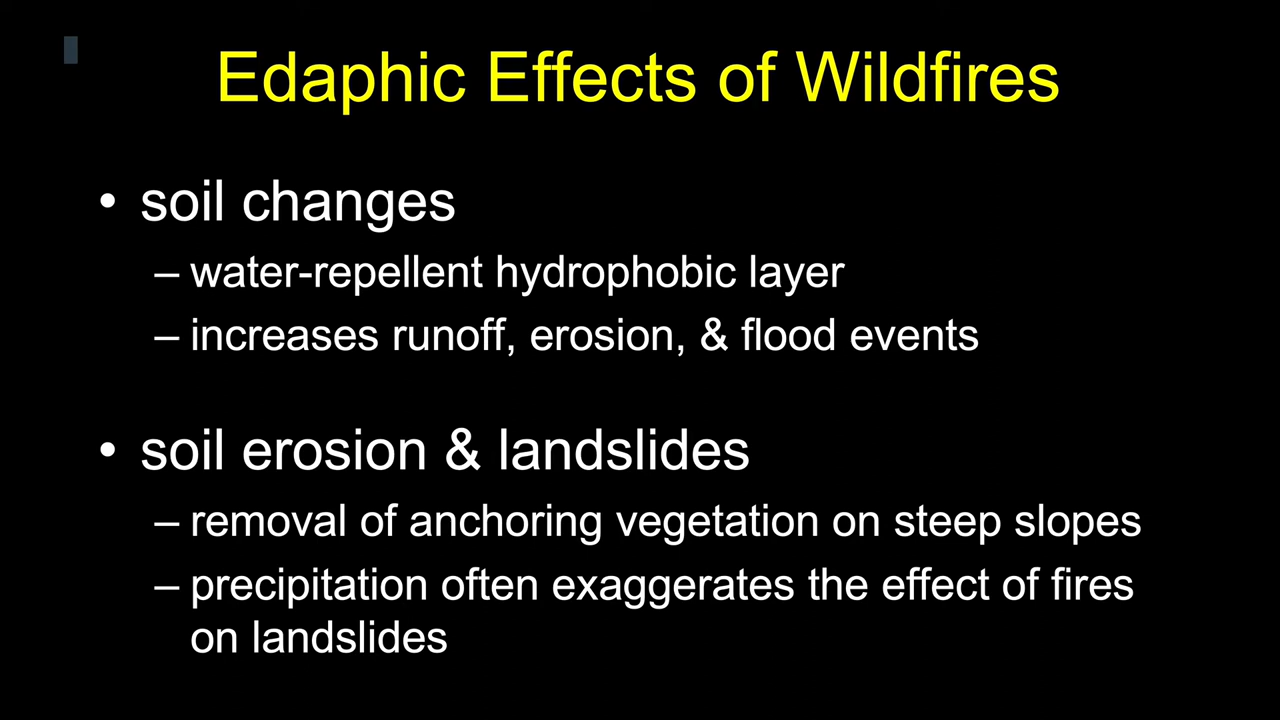 Edaphic Effects of Wildfires
• soil changes
– water-repellent hydrophobic layer
– increases runoff, erosion, & flood events
• soil erosion & landslides
– removal of anchoring vegetation on steep slopes
– precipitation often exaggerates the effect of fires
on landslides